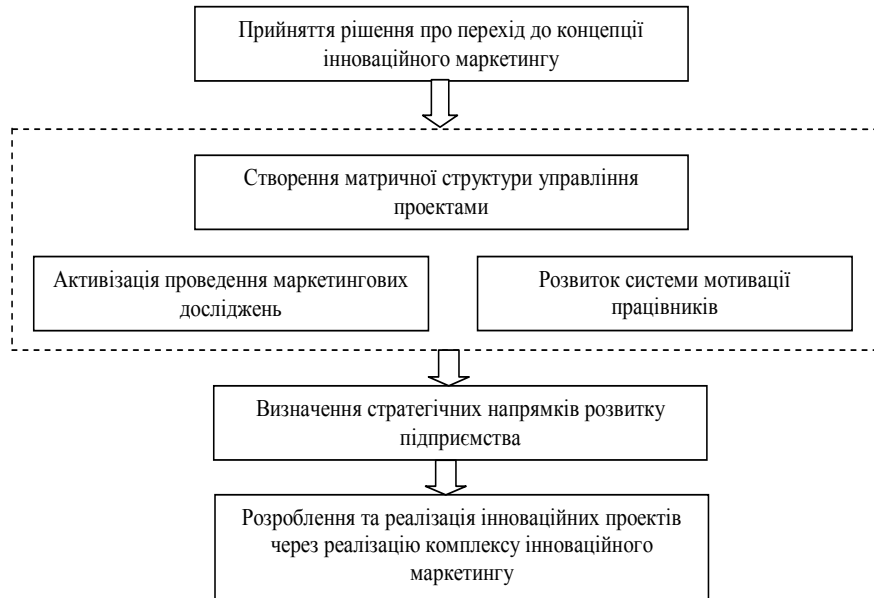 Прийняття рішення про перехід до концепції
інноваційного маркетингу
Створення матричної структури управління
проектами
Активізація проведення маркетингових
досліджень
Розвиток системи мотивації
працівників
Визначення стратегічних напрямків розвитку
підприємства
Розроблення та реалізація інноваційних проектів
через реалізацію комплексу інноваційного
маркетингу